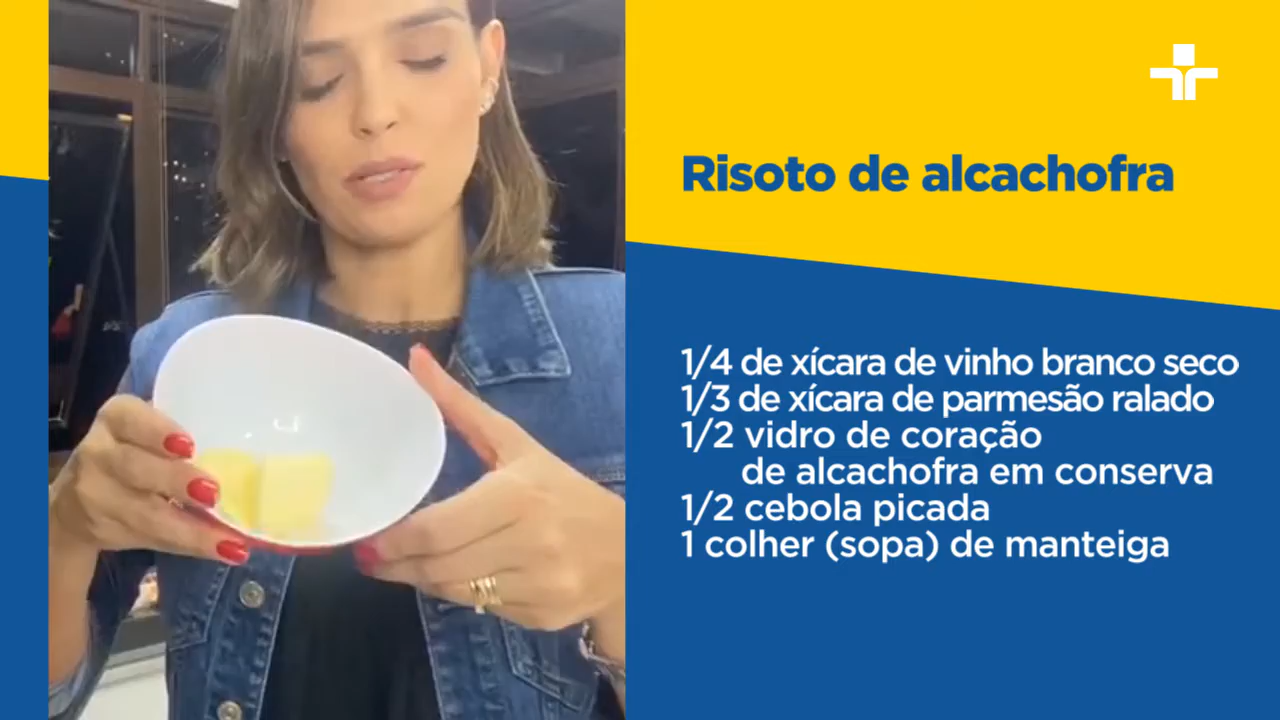 Risoto de alcachofra
1/4 de xícara de vinho branco seco
1/3 de xícara de parmesão ralado
1/2 vidro de coração
de alcachofra em conserva
1/2 cebola picada
1 colher (sopa) de manteiga